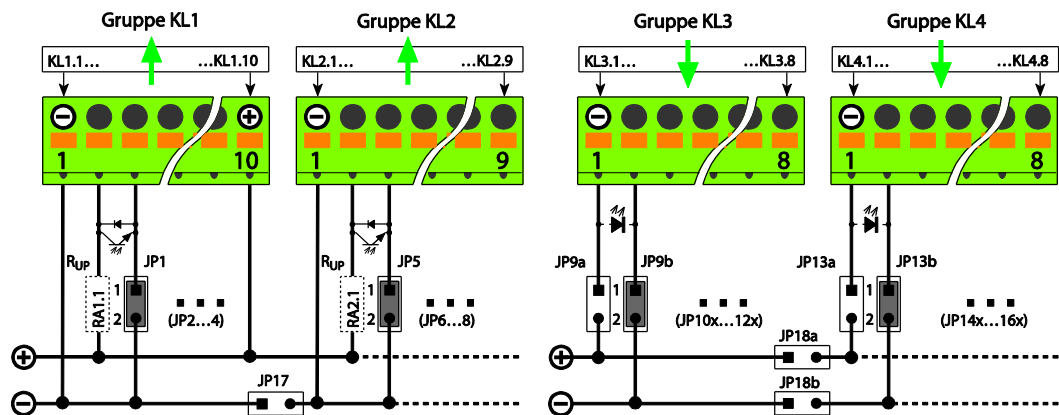 Gruppe KL1
Gruppe KL2
Gruppe KL3
Gruppe KL4
KL1.1... ...KL1.10
KL2.1... ...KL2.9
KL3.1... ...KL3.8
KL4.1... ...KL4.8
− +
−
−
−
1 10
1 9
1 8
1 8
RUP JP1
RUP JP5
JP9a JP9b
JP13a JP13b
RA1.1
1
2
(JP2...4)
RA2.1
1
2
(JP6...8)
1
2
(JP10x...12x)
1
2
(JP14x...16x)
+
+
JP18a
−
JP17
−
JP18b